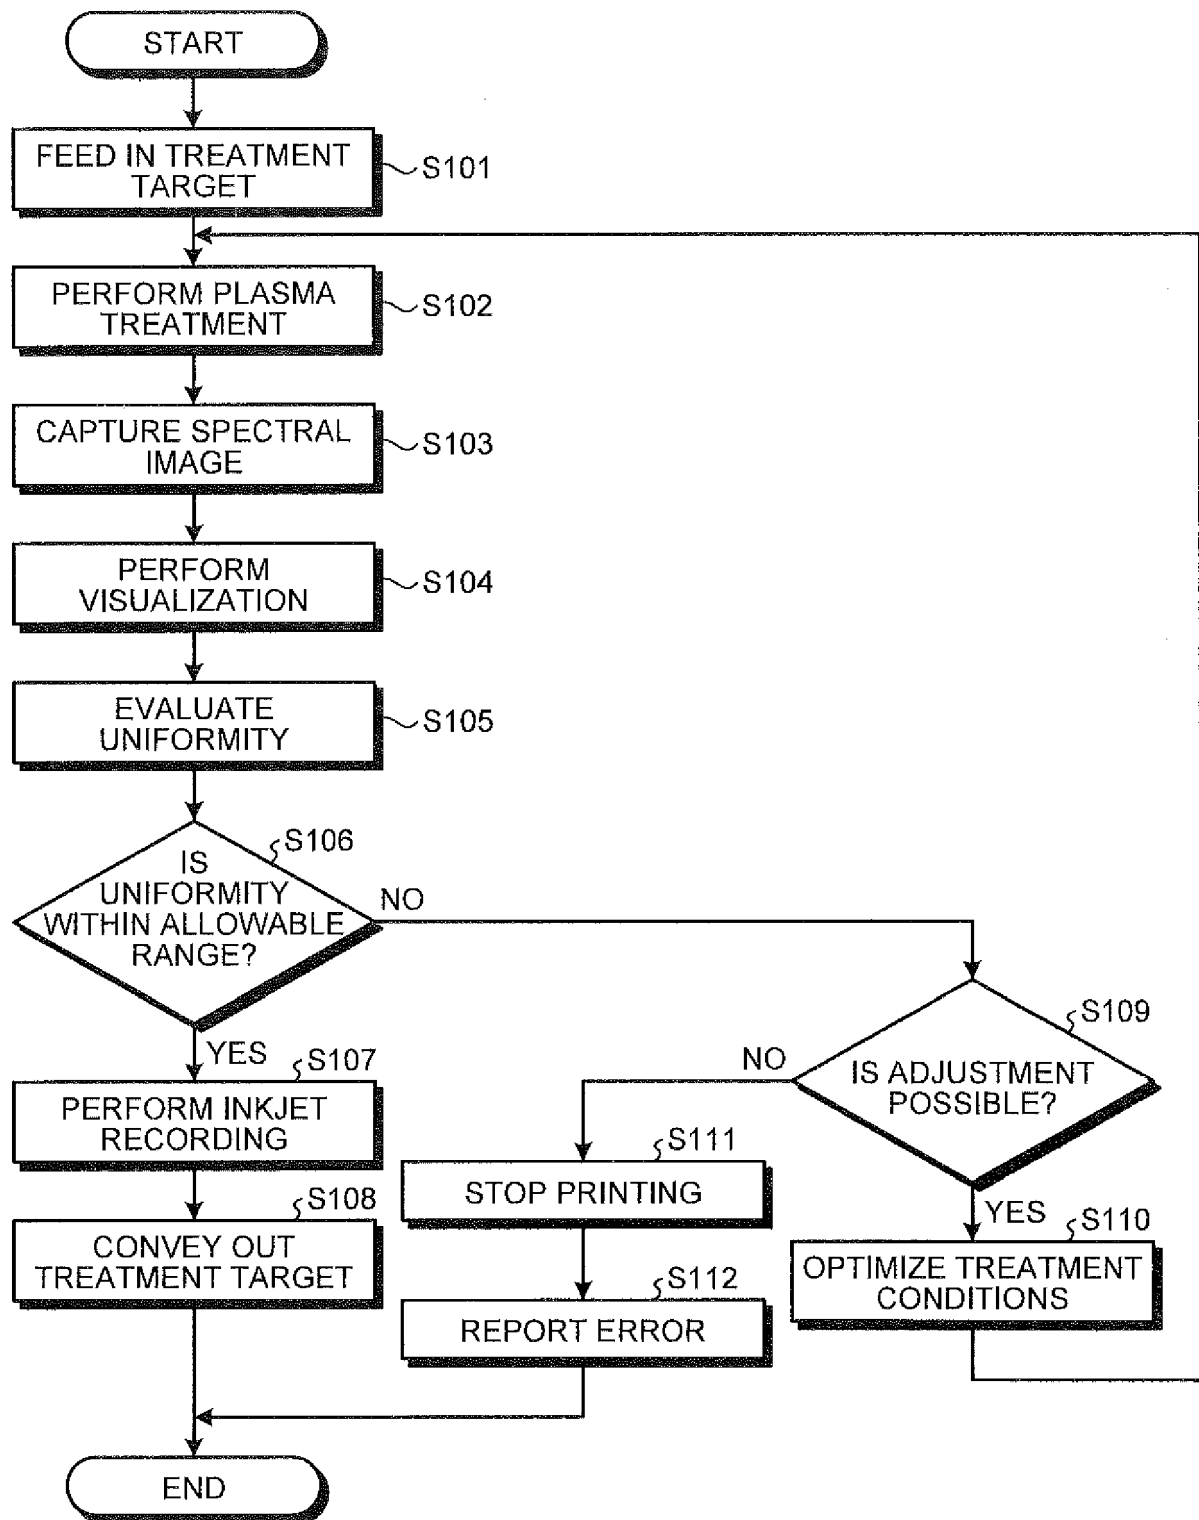 START
FEED IN TREATMENT
TARGET
S101
PERFORM PLASMA
TREATMENT
S102
CAPTURE SPECTRAL
IMAGE
S103
PERFORM
VISUALIZATION
S104
EVALUATE
UNIFORMITY
S105
IS
UNIFORMITY
WITHIN ALLOWABLE
RANGE?
S106
NO
YES
S107
PERFORM INKJET
RECORDING
S108
CONVEY OUT
TREATMENT TARGET
S109
IS ADJUSTMENT
POSSIBLE?
NO
S111
STOP PRINTING
S112
REPORT ERROR
YES
S110
OPTIMIZE TREATMENT
CONDITIONS
END